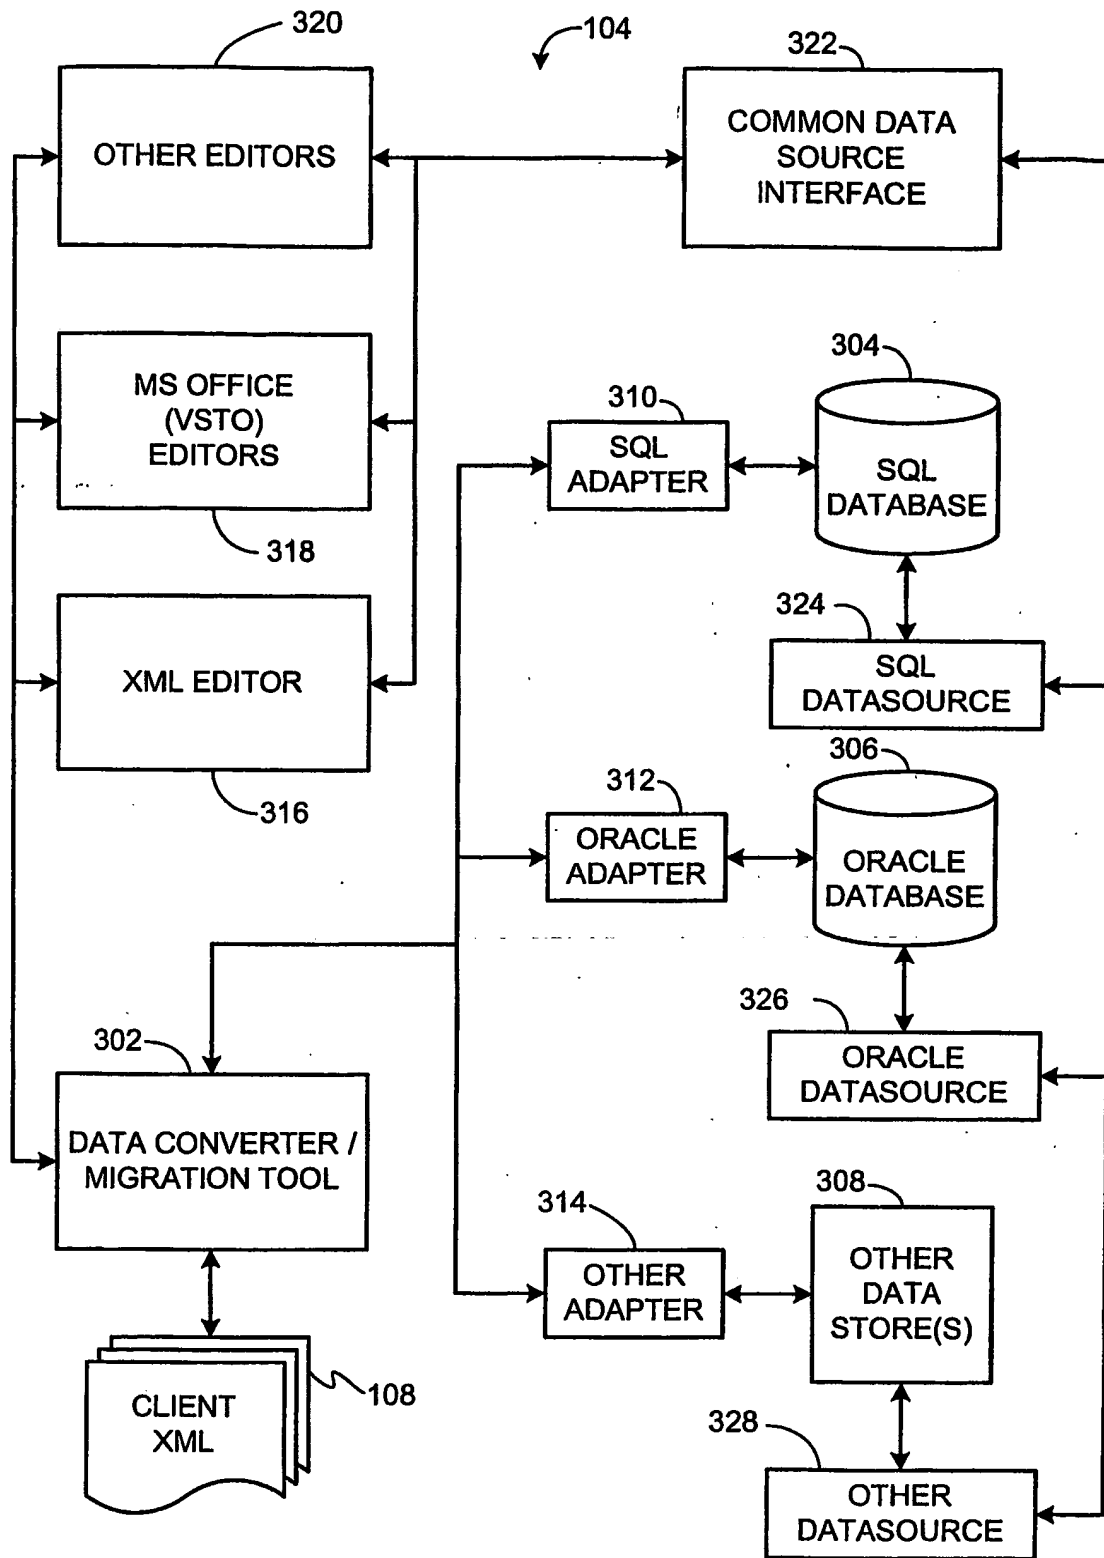 320
104
322
OTHER EDITORS
COMMON DATA
SOURCE
INTERFACE
MS OFFICE
(VSTO)
EDITORS
318
304
310
SQL
ADAPTER
SQL
DATABASE
324
SQL
DATASOURCE
XML EDITOR
316
306
312
ORACLE
ADAPTER
ORACLE
DATABASE
326
ORACLE
DATASOURCE
302
DATA CONVERTER /
MIGRATION TOOL
308
314
OTHER
ADAPTER
OTHER
DATA
STORE(S)
108
CLIENT
XML
328
OTHER
DATASOURCE